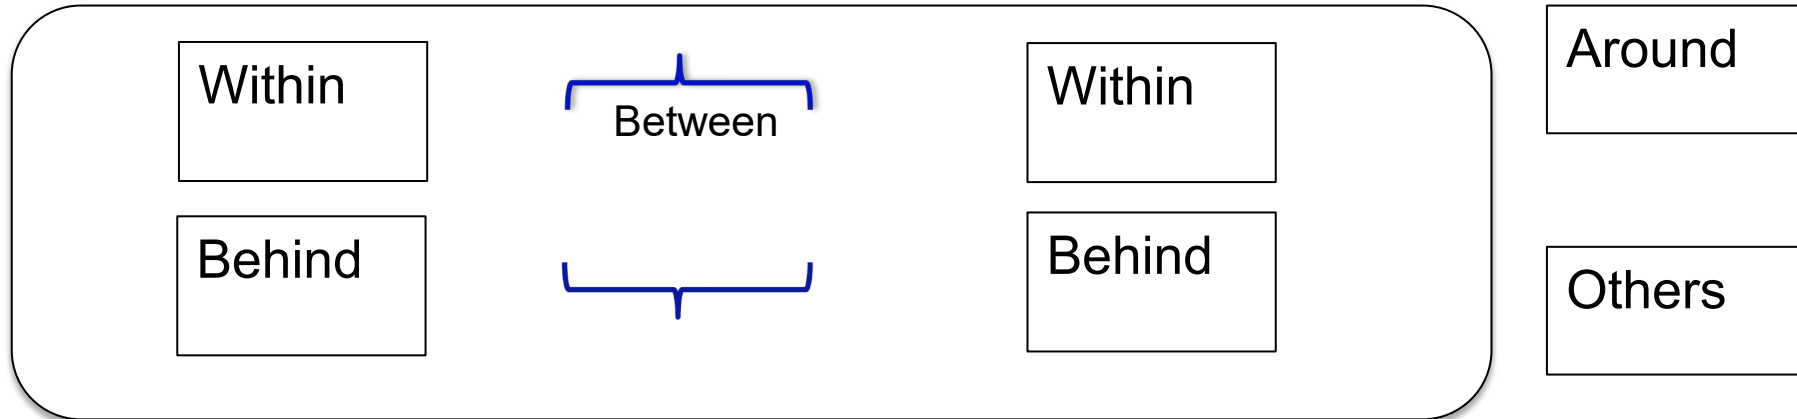 Within
Between
Within
Around
Behind
Behind
Others